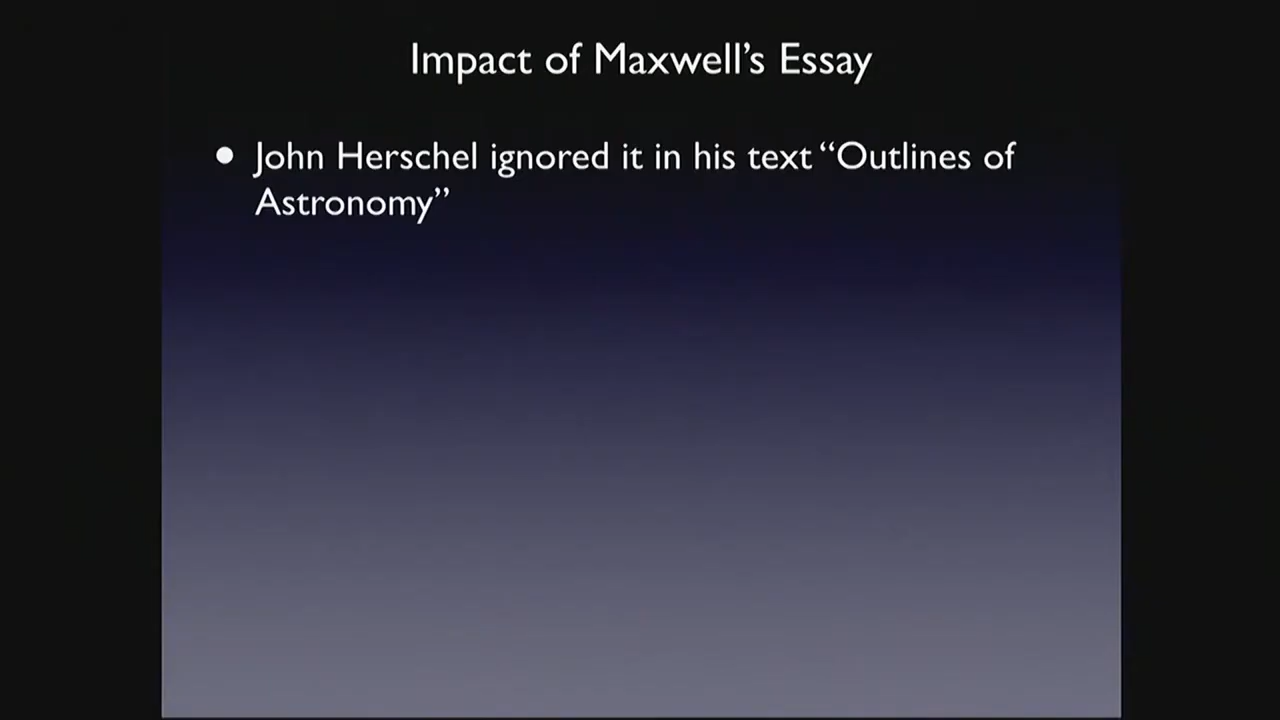 Impact of Maxwell’s Essay
• John Herschel ignored it in his text “Outlines of
Astronomy”